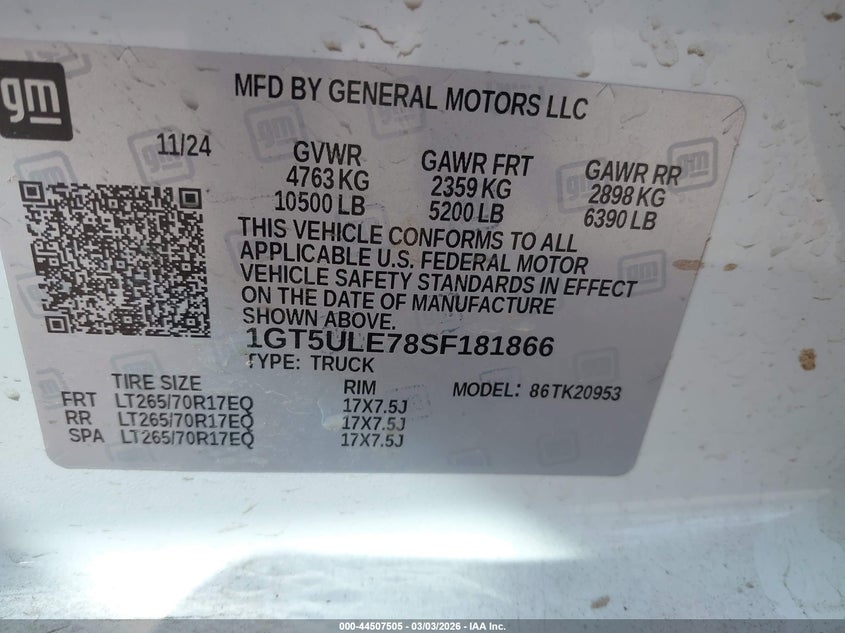 gm
MFD BY GENERAL MOTORS LLC
11/24
GVWR
4763 KG
10500 LB
GAWR FRT
2359 KG
5200 LB
GAWR RR
2898 KG
6390 LB
THIS VEHICLE CONFORMS TO ALL
APPLICABLE U.S. FEDERAL MOTOR
VEHICLE SAFETY STANDARDS IN EFFECT
ON THE DATE OF MANUFACTURE
SHOWN ABOVE.
1GT5ULE78SF181866
TYPE: TRUCK
TIRE SIZE RIM MODEL: 86TK20953
FRT LT265/70R17EQ 17X7.5J
RR LT265/70R17EQ 17X7.5J
SPA LT265/70R17EQ 17X7.5J
000-44507505 — 03/03/2026 — IAA Inc.